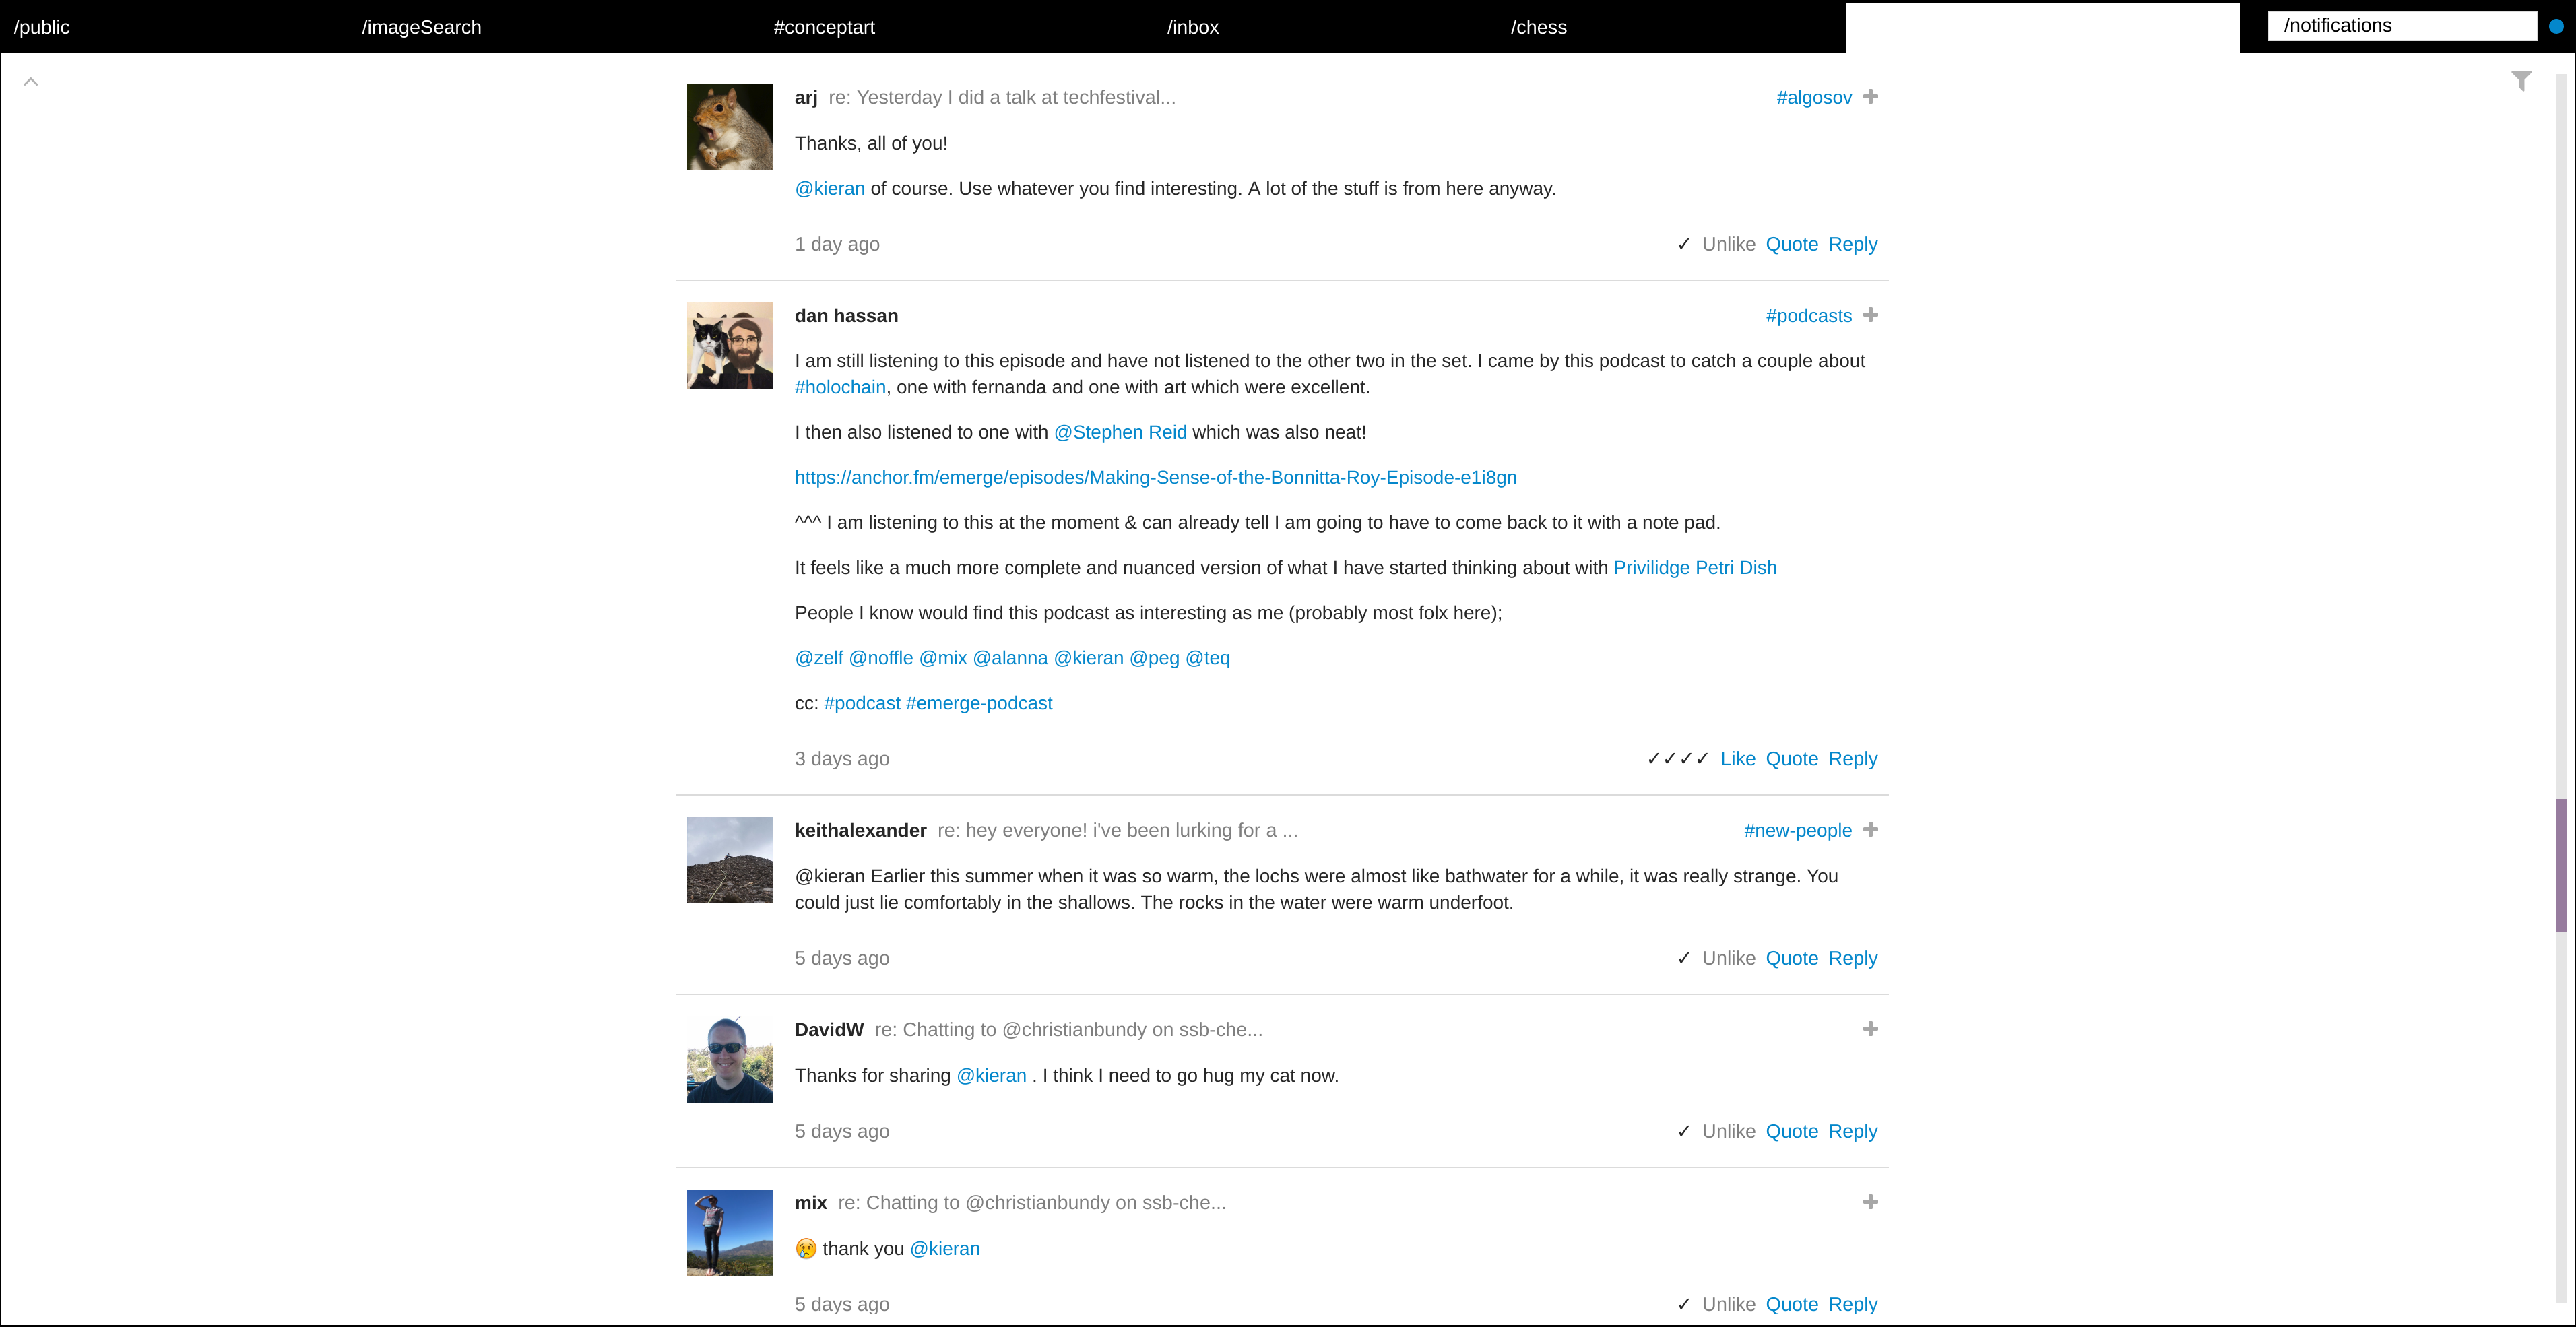 /public /imageSearch #conceptart /inbox /chess /notifications
arj re: Yesterday I did a talk at techfestival... #algosov
Thanks, all of you!
@kieran of course. Use whatever you find interesting. A lot of the stuff is from here anyway.
1 day ago ✓ Unlike Quote Reply
dan hassan #podcasts
I am still listening to this episode and have not listened to the other two in the set. I came by this podcast to catch a couple about
#holochain, one with fernanda and one with art which were excellent.
I then also listened to one with @Stephen Reid which was also neat!
https://anchor.fm/emerge/episodes/Making-Sense-of-the-Bonnitta-Roy-Episode-e1i8gn
^^^ I am listening to this at the moment & can already tell I am going to have to come back to it with a note pad.
It feels like a much more complete and nuanced version of what I have started thinking about with Privilidge Petri Dish
People I know would find this podcast as interesting as me (probably most folx here);
@zelf @noffle @mix @alanna @kieran @peg @teq
cc: #podcast #emerge-podcast
3 days ago ✓✓✓✓ Like Quote Reply
keithalexander re: hey everyone! i've been lurking for a ... #new-people
@kieran Earlier this summer when it was so warm, the lochs were almost like bathwater for a while, it was really strange. You
could just lie comfortably in the shallows. The rocks in the water were warm underfoot.
5 days ago ✓ Unlike Quote Reply
DavidW re: Chatting to @christianbundy on ssb-che...
Thanks for sharing @kieran . I think I need to go hug my cat now.
5 days ago ✓ Unlike Quote Reply
mix re: Chatting to @christianbundy on ssb-che...
😢 thank you @kieran
5 days ago ✓ Unlike Quote Reply